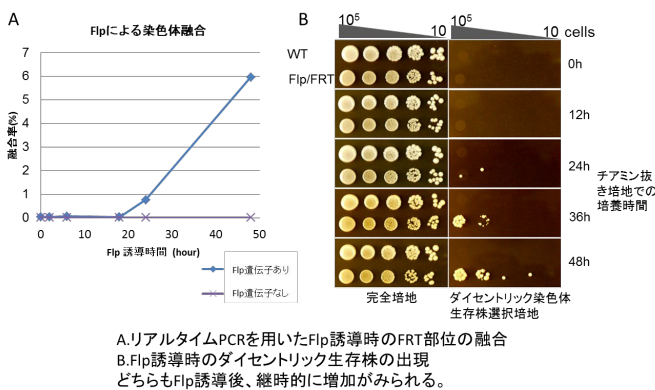 A
Flpによる染色体融合
融合率(%)
7
6
5
4
3
2
1
0
0
10
20
30
40
50
Flp 誘導時間 (hour)
Flp遺伝子あり
Flp遺伝子なし
B
10⁵
10
10⁵
10
cells
WT
Flp/FRT
0h
12h
24h
36h
48h
チアミン抜
き培地での
培養時間
完全培地
ダイセントリック染色体
生存株選択培地
A.リアルタイムPCRを用いたFlp誘導時のFRT部位の融合
B.Flp誘導時のダイセントリック生存株の出現
どちらもFlp誘導後、継時的に増加がみられる。